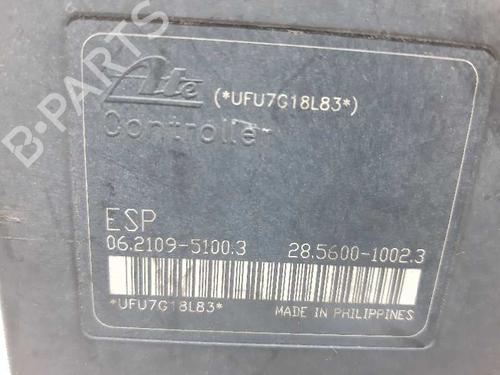 B-PARTS
Ate (*UFU7G18L83*)
Controller
ESP
06.2109-5100.3 28.5600-1002.3
*UFU7G18L83* MADE IN PHILIPPINES